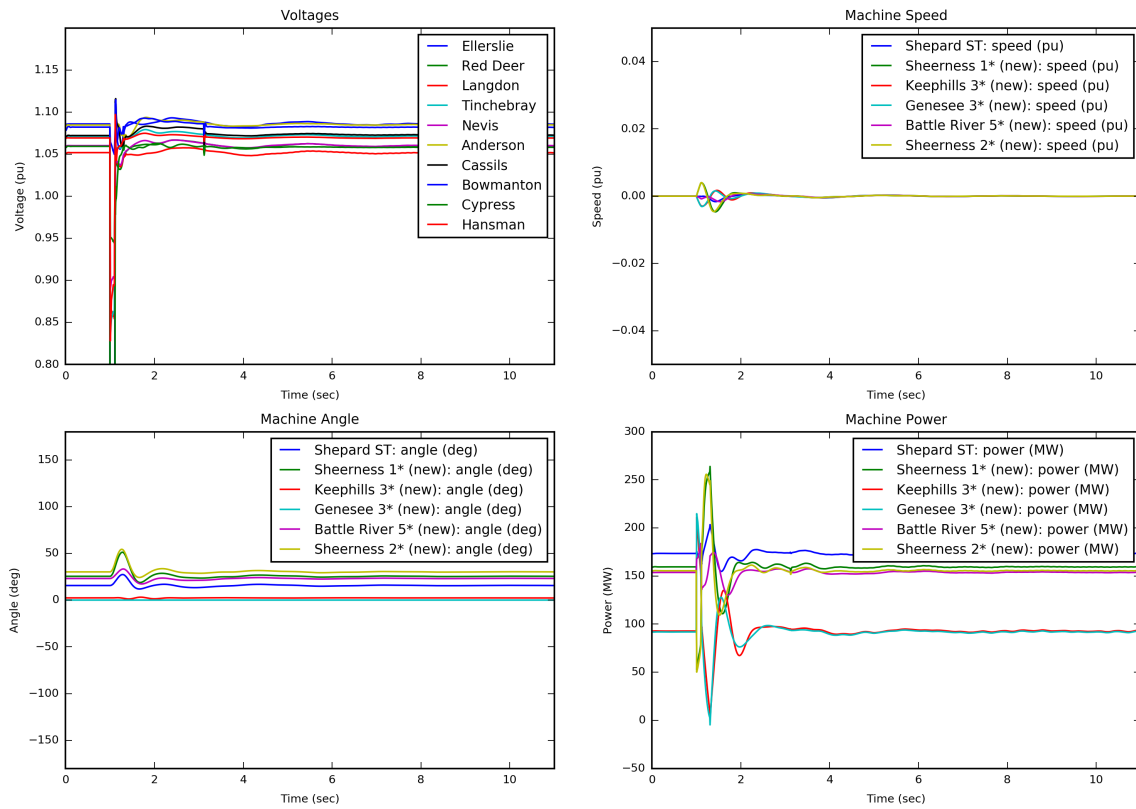 Voltages
1.15
1.10
1.05
1.00
0.95
0.90
0.85
0.80
Voltage (pu)
0
2
4
6
8
10
Time (sec)
Ellerslie
Red Deer
Langdon
Tinchebray
Nevis
Anderson
Cassils
Bowmanton
Cypress
Hansman
Machine Speed
0.04
0.02
0.00
−0.02
−0.04
Speed (pu)
0
2
4
6
8
10
Time (sec)
Shepard ST: speed (pu)
Sheerness 1* (new): speed (pu)
Keephills 3* (new): speed (pu)
Genesee 3* (new): speed (pu)
Battle River 5* (new): speed (pu)
Sheerness 2* (new): speed (pu)
Machine Angle
150
100
50
0
−50
−100
−150
Angle (deg)
0
2
4
6
8
10
Time (sec)
Shepard ST: angle (deg)
Sheerness 1* (new): angle (deg)
Keephills 3* (new): angle (deg)
Genesee 3* (new): angle (deg)
Battle River 5* (new): angle (deg)
Sheerness 2* (new): angle (deg)
Machine Power
300
250
200
150
100
50
0
−50
Power (MW)
0
2
4
6
8
10
Time (sec)
Shepard ST: power (MW)
Sheerness 1* (new): power (MW)
Keephills 3* (new): power (MW)
Genesee 3* (new): power (MW)
Battle River 5* (new): power (MW)
Sheerness 2* (new): power (MW)